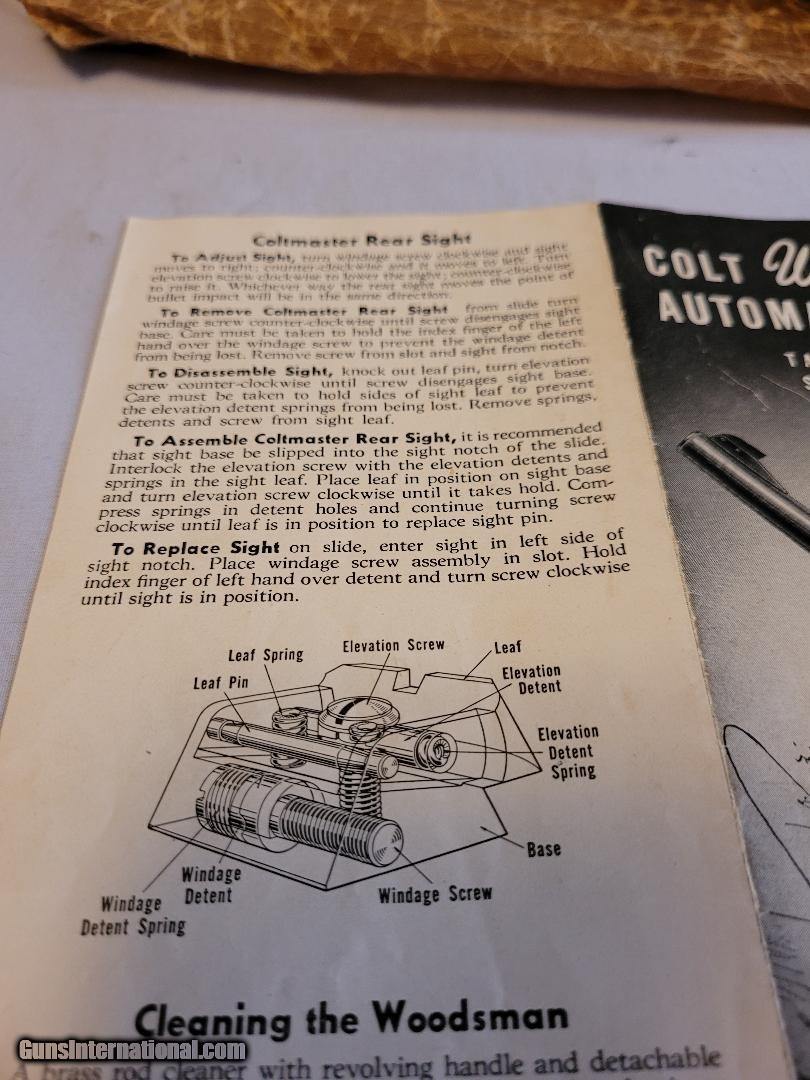 Coltmaster Rear Sight
To Adjust Sight, turn windage screw clockwise and sight
moves to right; counter-clockwise and it moves to left. Turn
elevation screw clockwise to lower the sight; counter-clockwise
to raise it. Whichever way the rear sight moves the point of
bullet impact will be in the same direction.
To Remove Coltmaster Rear Sight from slide turn
windage screw counter-clockwise until screw disengages sight
base. Care must be taken to hold the index finger of the left
hand over the windage screw to prevent the windage detent
from being lost. Remove screw from slot and sight from notch.
To Disassemble Sight, knock out leaf pin, turn elevation
screw counter-clockwise until screw disengages sight base.
Care must be taken to hold sides of sight leaf to prevent
the elevation detent springs from being lost. Remove springs,
detents and screw from sight leaf.
To Assemble Coltmaster Rear Sight, it is recommended
that sight base be slipped into the sight notch of the slide.
Interlock the elevation screw with the elevation detents and
springs in the sight leaf. Place leaf in position on sight base
and turn elevation screw clockwise until it takes hold. Com-
press springs in detent holes and continue turning screw
clockwise until leaf is in position to replace sight pin.
To Replace Sight on slide, enter sight in left side of
sight notch. Place windage screw assembly in slot. Hold
index finger of left hand over detent and turn screw clockwise
until sight is in position.
Leaf Spring
Elevation Screw
Leaf
Leaf Pin
Elevation
Detent
Elevation
Detent
Spring
Base
Windage
Detent
Windage Screw
Windage
Detent Spring
Cleaning the Woodsman
A brass rod cleaner with revolving handle and detachable
COLT W
AUTOMA
GunsInternational.com